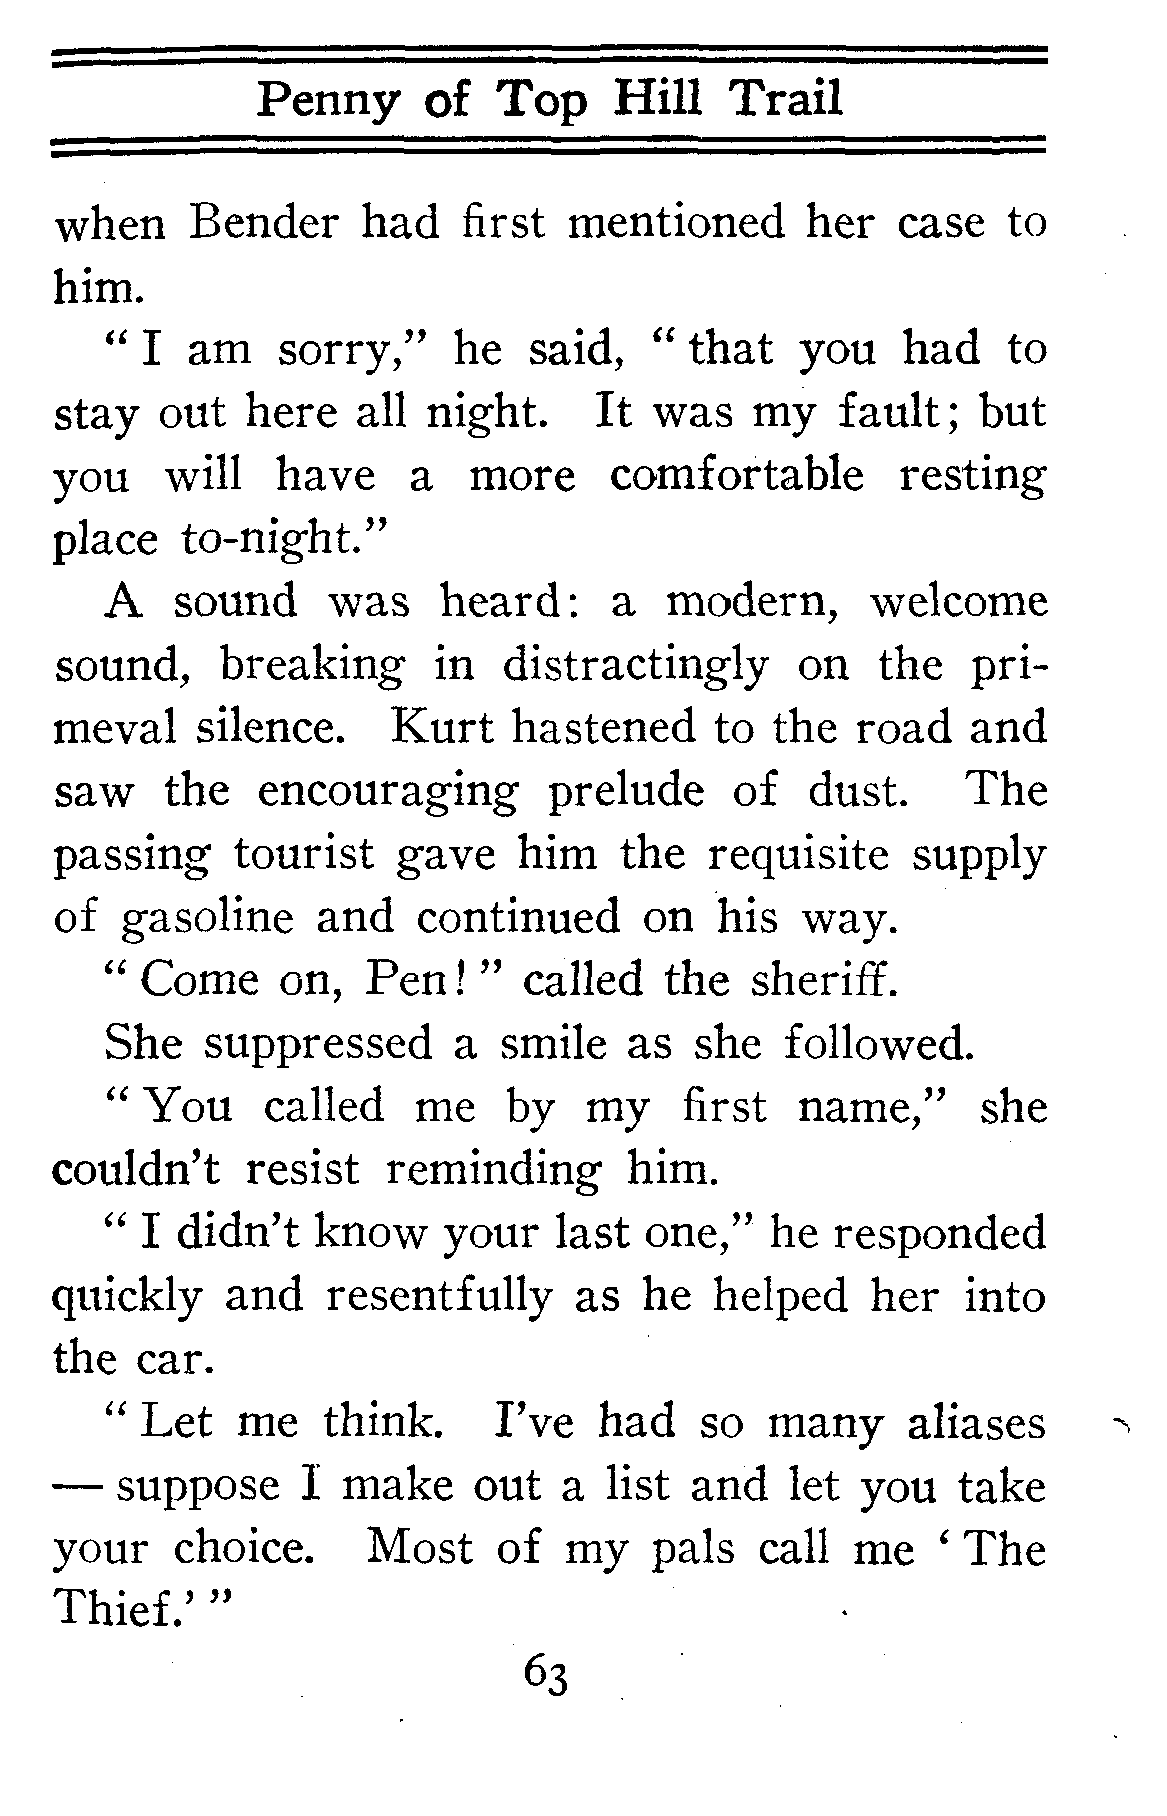 Penny of Top Hill Trail
when Bender had first mentioned her case to
him.
“ I am sorry,” he said, “ that you had to
stay out here all night. It was my fault; but
you will have a more comfortable resting
place to-night.”
A sound was heard: a modern, welcome
sound, breaking in distractingly on the pri-
meval silence. Kurt hastened to the road and
saw the encouraging prelude of dust. The
passing tourist gave him the requisite supply
of gasoline and continued on his way.
“ Come on, Pen! ” called the sheriff.
She suppressed a smile as she followed.
“ You called me by my first name,” she
couldn’t resist reminding him.
“ I didn’t know your last one,” he responded
quickly and resentfully as he helped her into
the car.
“ Let me think. I’ve had so many aliases
— suppose I make out a list and let you take
your choice. Most of my pals call me ‘ The
Thief.’ ”
63